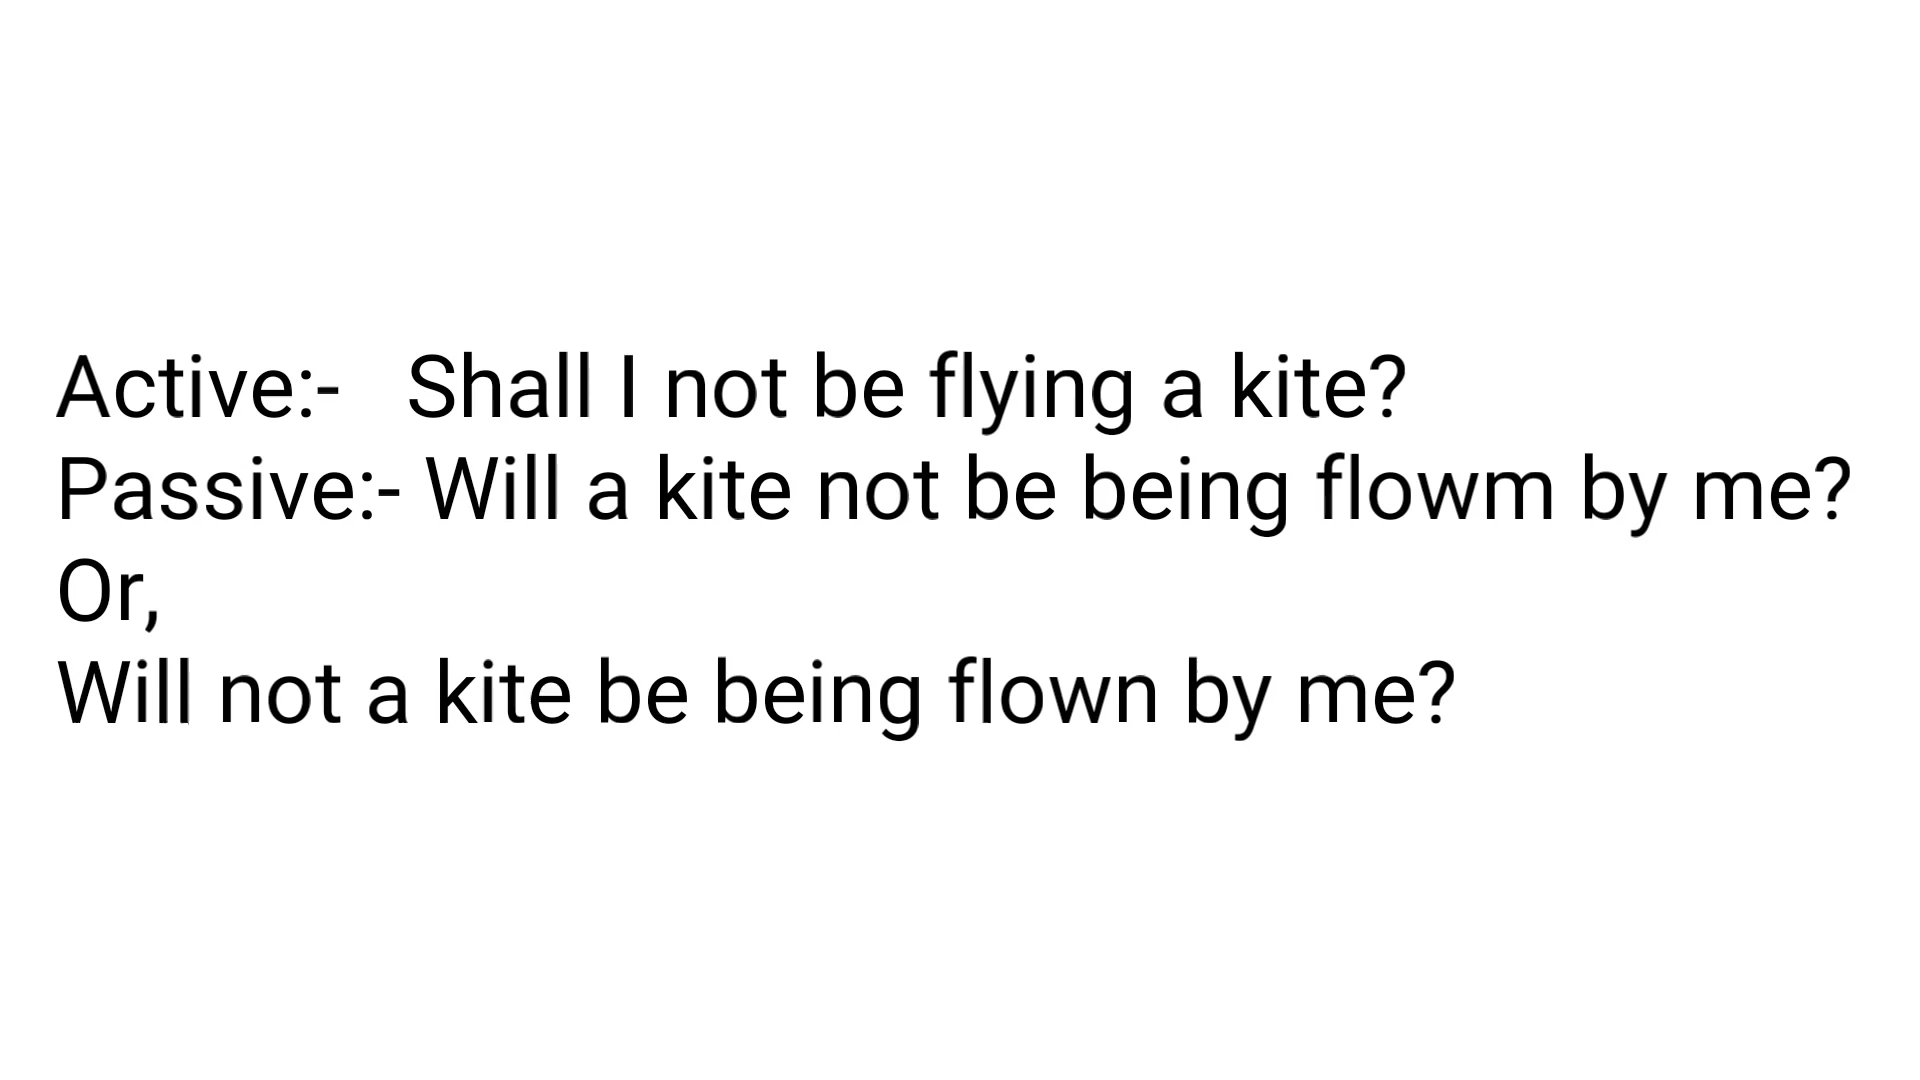 Active:- Shall I not be flying a kite?
Passive:- Will a kite not be being flowm by me?
Or,
Will not a kite be being flown by me?